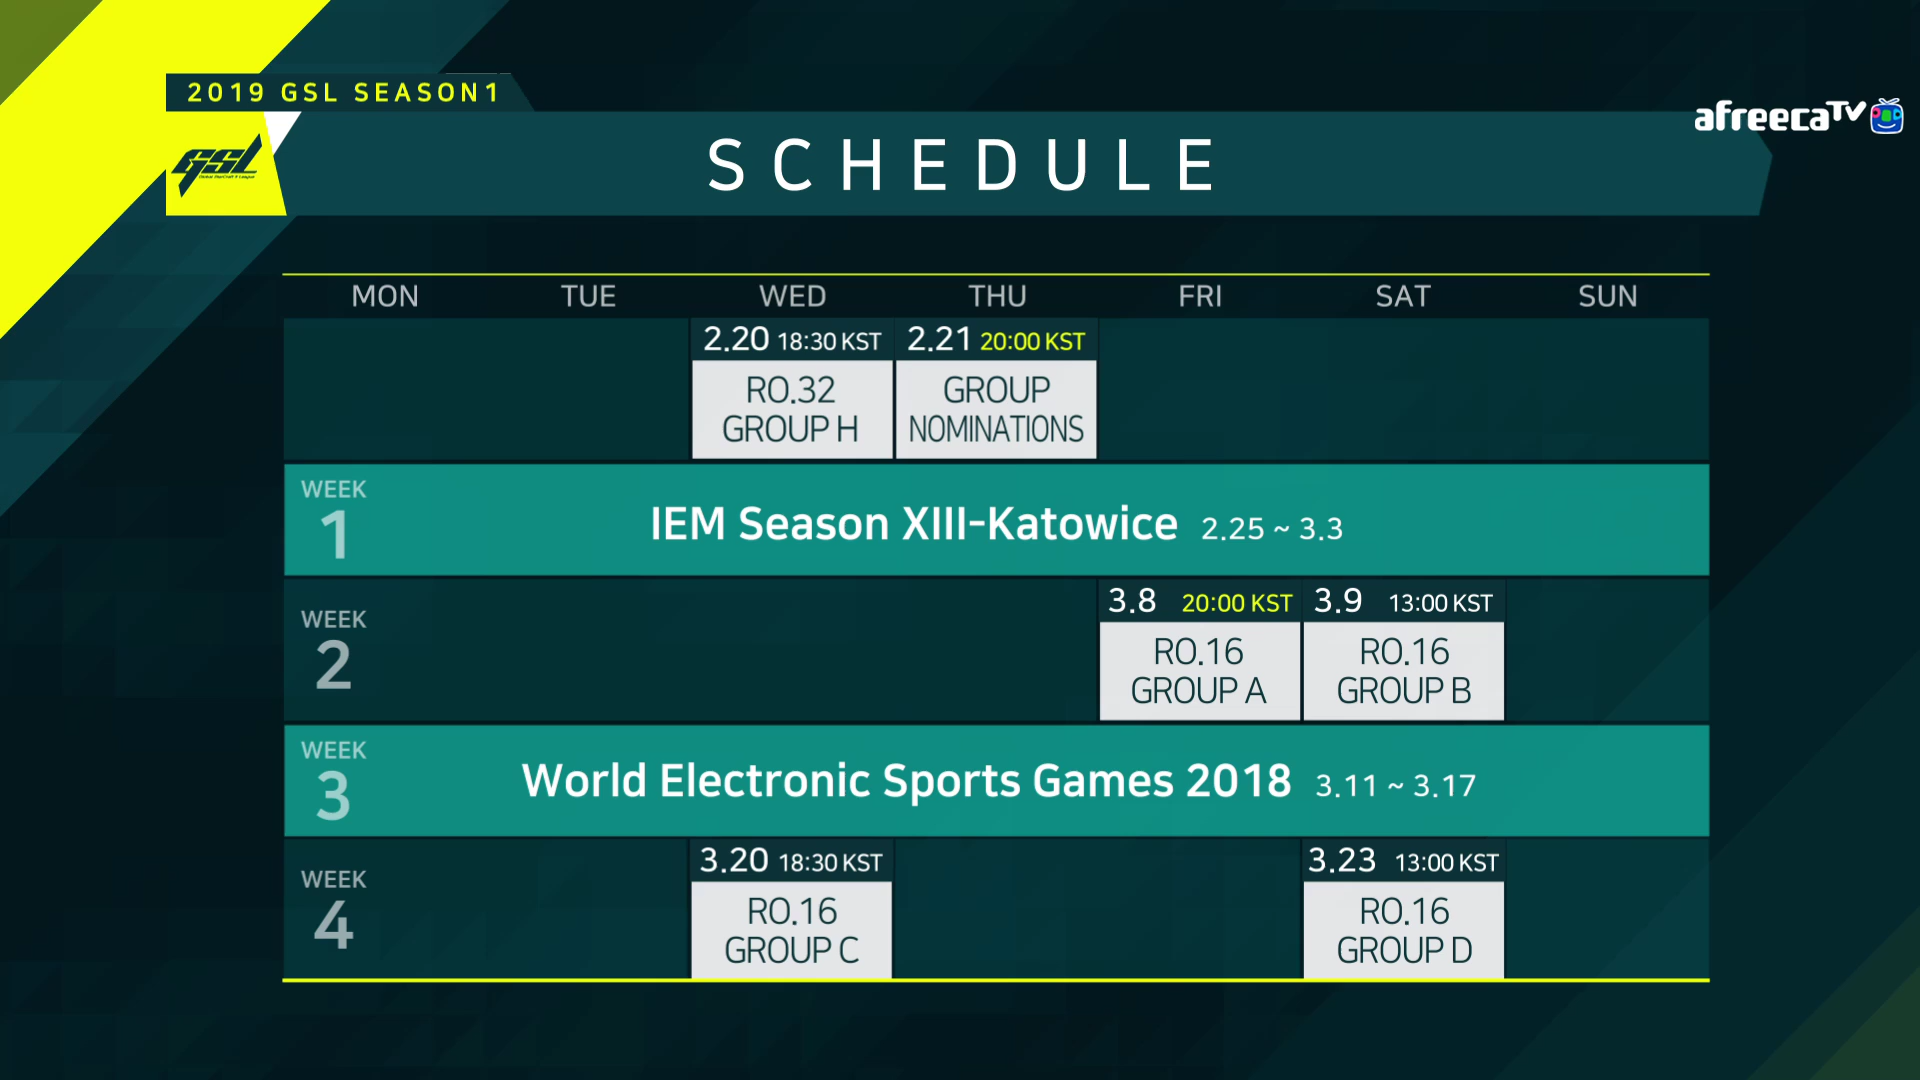 2019 GSL SEASON1
afreecaTV
GSL
SCHEDULE
MON TUE WED THU FRI SAT SUN
2.20 18:30 KST 2.21 20:00 KST
RO.32 GROUP
GROUP H NOMINATIONS
WEEK
1
IEM Season XIII-Katowice 2.25 ~ 3.3
3.8 20:00 KST 3.9 13:00 KST
WEEK
2
RO.16 RO.16
GROUP A GROUP B
WEEK
3
World Electronic Sports Games 2018 3.11 ~ 3.17
3.20 18:30 KST 3.23 13:00 KST
WEEK
4
RO.16 RO.16
GROUP C GROUP D